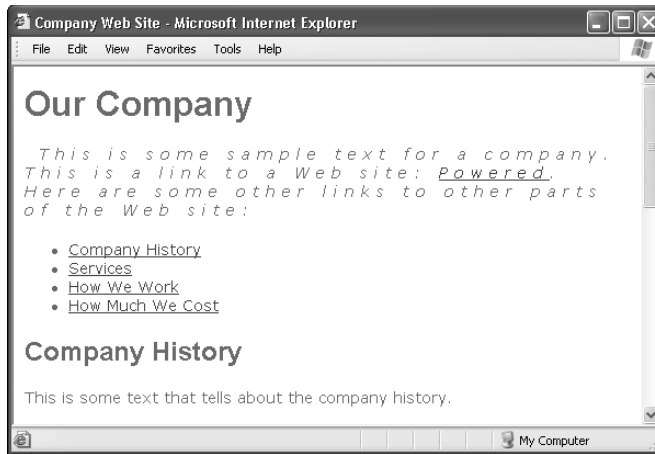 Company Web Site - Microsoft Internet Explorer
File Edit View Favorites Tools Help
Our Company
This is some sample text for a company.
This is a link to a Web site: Powered.
Here are some other links to other parts
of the Web site:
Company History
Services
How We Work
How Much We Cost
Company History
This is some text that tells about the company history.
My Computer